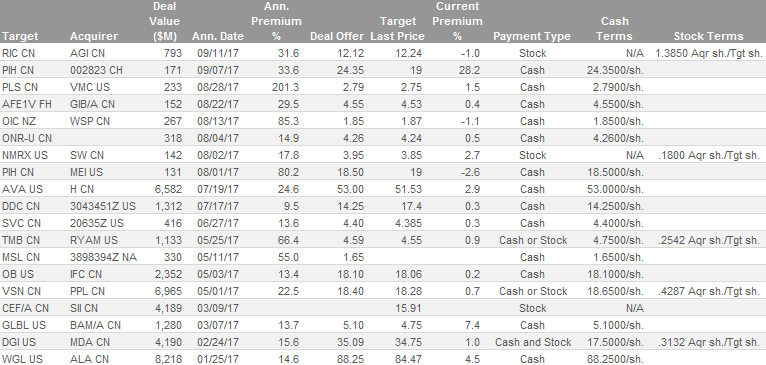 Deal Ann. Target Current
Value Premium Last Price Premium Cash
Target Acquirer ($M) Ann. Date % Deal Offer % Payment Type Terms Stock Terms
RIC CN AGI CN 793 09/11/17 31.6 12.12 12.24 -1.0 Stock N/A 1.3850 Aqr sh./Tgt sh.
PIH CN 002823 CH 171 09/07/17 33.6 24.35 19 28.2 Cash 24.3500/sh.
PLS CN VMC US 233 08/28/17 201.3 2.79 2.75 1.5 Cash 2.7900/sh.
AFE1V FH GIB/A CN 152 08/22/17 29.5 4.55 4.53 0.4 Cash 4.5500/sh.
OIC NZ WSP CN 267 08/13/17 85.3 1.85 1.87 -1.1 Cash 1.8500/sh.
ONR-U CN 318 08/04/17 14.9 4.26 4.24 0.5 Cash 4.2600/sh.
NMRX US SW CN 142 08/02/17 17.8 3.95 3.85 2.7 Stock N/A .1800 Aqr sh./Tgt sh.
PIH CN MEI US 131 08/01/17 80.2 18.50 19 -2.6 Cash 18.5000/sh.
AVA US H CN 6,582 07/19/17 24.6 53.00 51.53 2.9 Cash 53.0000/sh.
DDC CN 3043451Z US 1,312 07/17/17 9.5 14.25 17.4 0.3 Cash 14.2500/sh.
SVC CN 20635Z US 416 06/27/17 13.6 4.40 4.385 0.3 Cash 4.4000/sh.
TMB CN RYAM US 1,133 05/25/17 66.4 4.59 4.55 0.9 Cash or Stock 4.7500/sh. .2542 Aqr sh./Tgt sh.
MSL CN 3898394Z NA 330 05/11/17 55.0 1.65 Cash 1.6500/sh.
OB US IFC CN 2,352 05/03/17 13.4 18.10 18.06 0.2 Cash 18.1000/sh.
VSN CN PPL CN 6,965 05/01/17 22.5 18.40 18.28 0.7 Cash or Stock 18.6500/sh. .4287 Aqr sh./Tgt sh.
CEF/A CN SII CN 4,189 03/09/17 15.91 Stock N/A
GLBL US BAM/A CN 1,280 03/07/17 13.7 5.10 4.75 7.4 Cash 5.1000/sh.
DGI US MDA CN 4,190 02/24/17 15.6 35.09 34.75 1.0 Cash and Stock 17.5000/sh. .3132 Aqr sh./Tgt sh.
WGL US ALA CN 8,218 01/25/17 14.6 88.25 84.47 4.5 Cash 88.2500/sh.